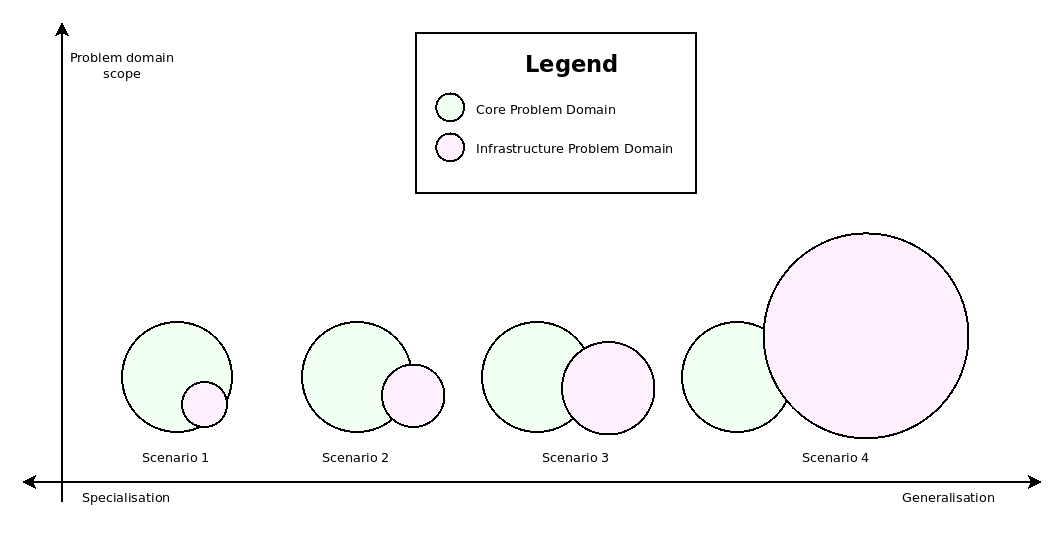 Problem domain
scope
Legend
Core Problem Domain
Infrastructure Problem Domain
Scenario 1
Scenario 2
Scenario 3
Scenario 4
Specialisation
Generalisation